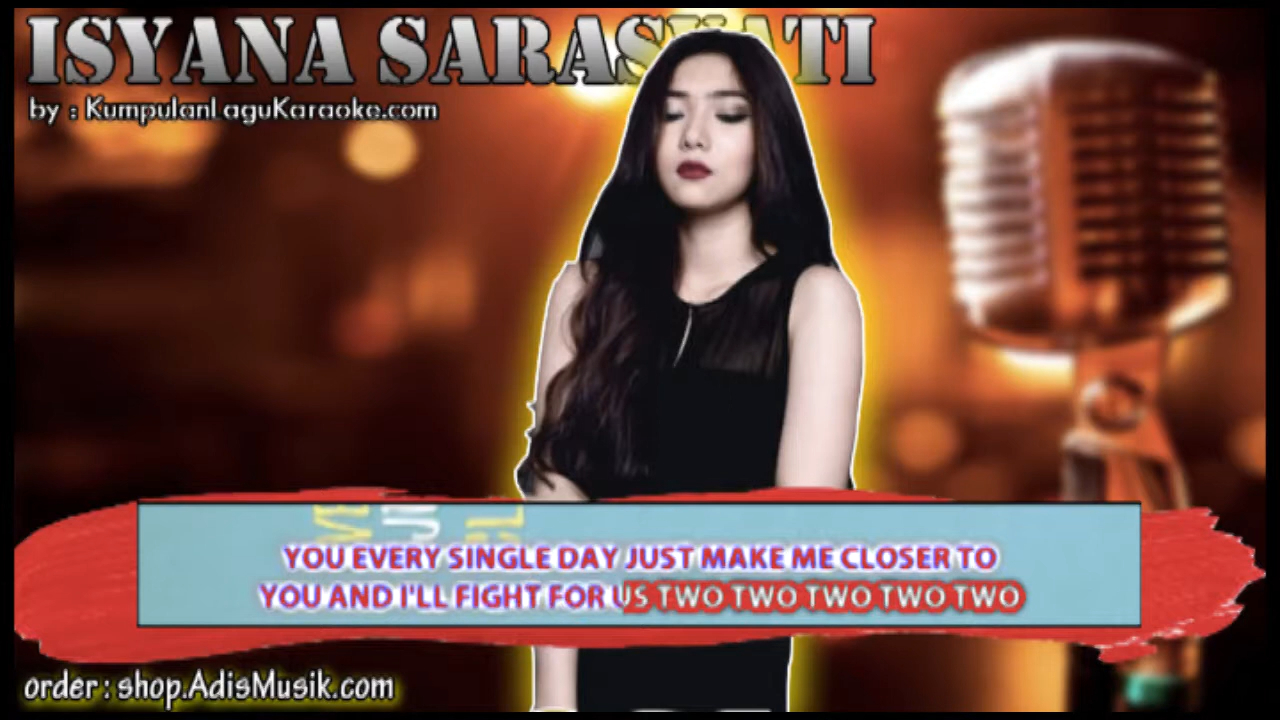 ISYANA SARASVATI
by : KumpulanLaguKaraoke.com
YOU EVERY SINGLE DAY JUST MAKE ME CLOSER TO
YOU AND I'LL FIGHT FOR US TWO TWO TWO TWO TWO
order : shop.AdisMusik.com